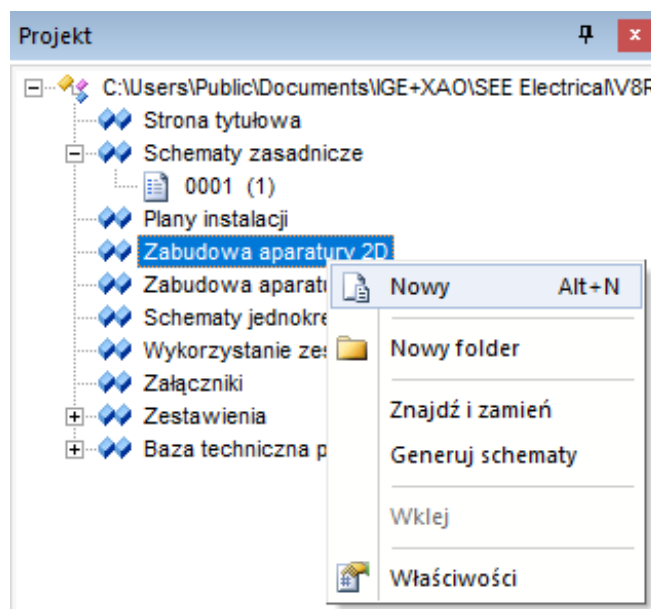 Projekt
C:\Users\Public\Documents\IGE+XAO\SEE Electrical\V8R
Strona tytułowa
Schematy zasadnicze
0001 (1)
Plany instalacji
Zabudowa aparatury 2D
Zabudowa aparatu
Nowy Alt+N
Schematy jednokre
Nowy folder
Wykorzystanie zes
Załączniki
Znajdź i zamień
Zestawienia
Generuj schematy
Baza techniczna p
Wklej
Właściwości